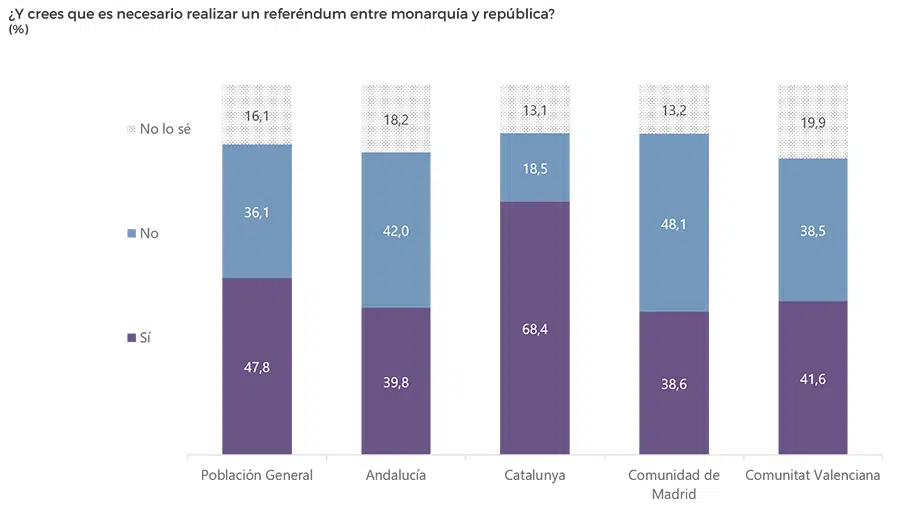 ¿Y crees que es necesario realizar un referéndum entre monarquía y república?
(%)
No lo sé
No
Sí
16,1
36,1
47,8
18,2
42,0
39,8
13,1
18,5
68,4
13,2
48,1
38,6
19,9
38,5
41,6
Población General
Andalucía
Catalunya
Comunidad de
Madrid
Comunitat Valenciana